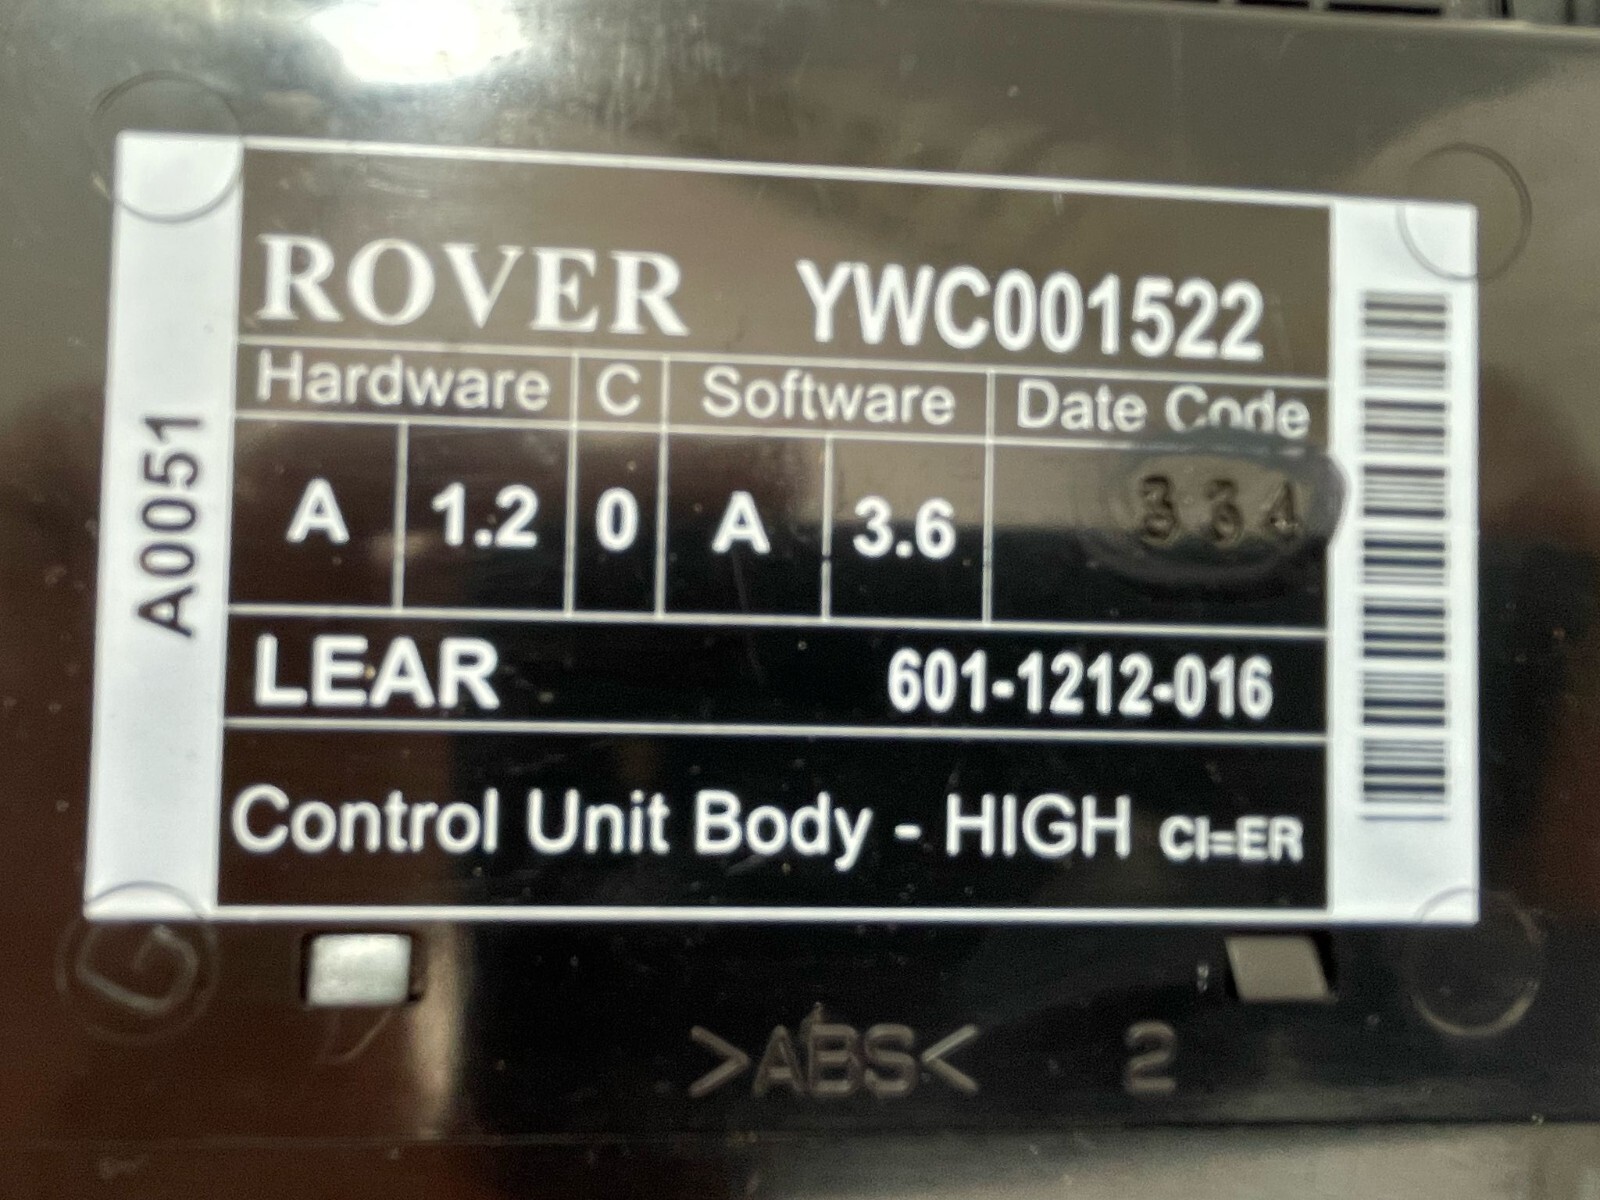 ROVER YWC001522
Hardware C Software Date Code
A 1.2 0 A 3.6 334
LEAR 601-1212-016
Control Unit Body - HIGH CI=ER
A0051
G
>ABS< 2